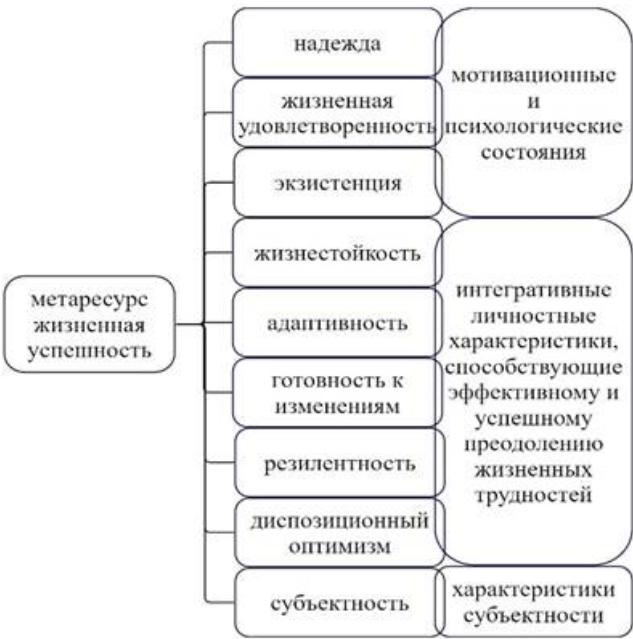 метаресурс
жизненная
успешность
надежда
жизненная
удовлетворенность
экзистенция
жизнестойкость
адаптивность
готовность к
изменениям
резилентность
диспозиционный
оптимизм
субъектность
мотивационные
и
психологические
состояния
интегративные
личностные
характеристики,
способствующие
эффективному и
успешному
преодолению
жизненных
трудностей
характеристики
субъектности